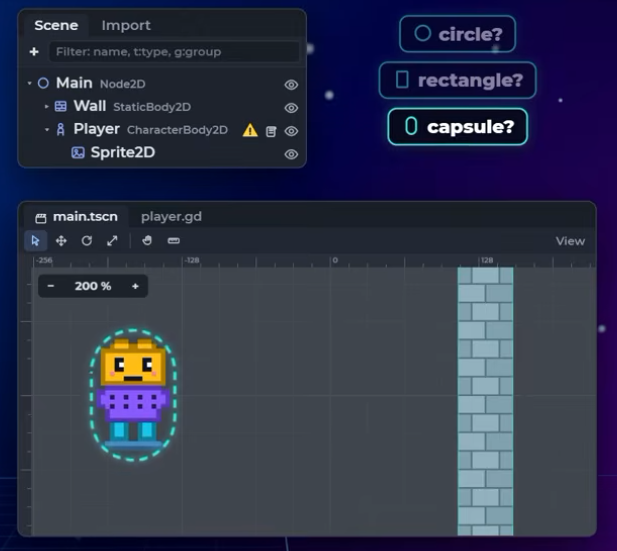 Scene Import
+ Filter: name, t:type, g:group
Main Node2D
Wall StaticBody2D
Player CharacterBody2D
Sprite2D
circle?
rectangle?
capsule?
main.tscn player.gd
View
-256 -128 0 128
− 200 % +